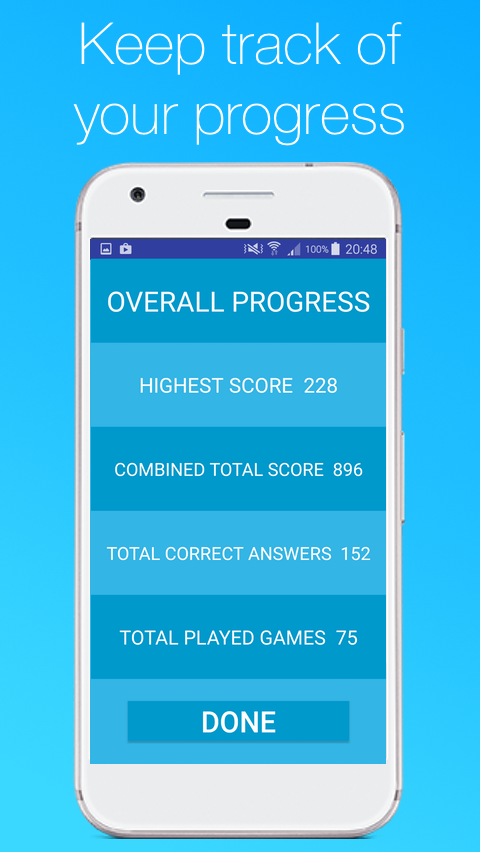 Keep track of
your progress
100% 20:48
OVERALL PROGRESS
HIGHEST SCORE 228
COMBINED TOTAL SCORE 896
TOTAL CORRECT ANSWERS 152
TOTAL PLAYED GAMES 75
DONE